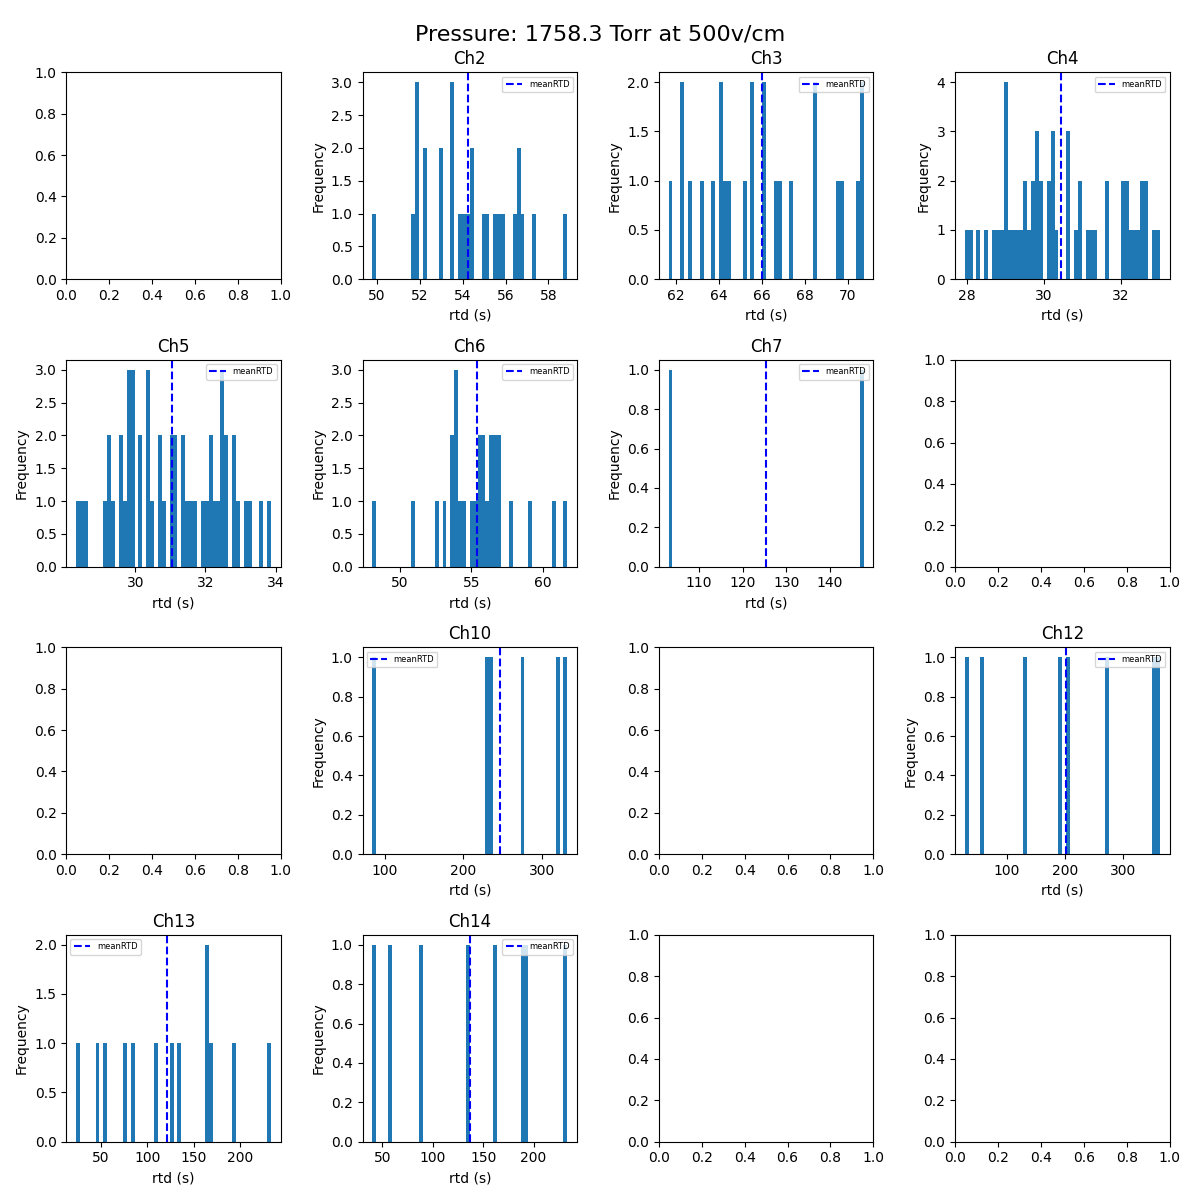 Pressure: 1758.3 Torr at 500v/cm
1.0
0.8
0.6
0.4
0.2
0.0
0.0 0.2 0.4 0.6 0.8 1.0
Ch2
meanRTD
Frequency
3.0
2.5
2.0
1.5
1.0
0.5
0.0
50 52 54 56 58
rtd (s)
Ch3
meanRTD
Frequency
2.0
1.5
1.0
0.5
0.0
62 64 66 68 70
rtd (s)
Ch4
meanRTD
Frequency
4
3
2
1
0
28 30 32
rtd (s)
Ch5
meanRTD
Frequency
3.0
2.5
2.0
1.5
1.0
0.5
0.0
30 32 34
rtd (s)
Ch6
meanRTD
Frequency
3.0
2.5
2.0
1.5
1.0
0.5
0.0
50 55 60
rtd (s)
Ch7
meanRTD
Frequency
1.0
0.8
0.6
0.4
0.2
0.0
110 120 130 140
rtd (s)
1.0
0.8
0.6
0.4
0.2
0.0
0.0 0.2 0.4 0.6 0.8 1.0
1.0
0.8
0.6
0.4
0.2
0.0
0.0 0.2 0.4 0.6 0.8 1.0
Ch10
meanRTD
Frequency
1.0
0.8
0.6
0.4
0.2
0.0
100 200 300
rtd (s)
1.0
0.8
0.6
0.4
0.2
0.0
0.0 0.2 0.4 0.6 0.8 1.0
Ch12
meanRTD
Frequency
1.0
0.8
0.6
0.4
0.2
0.0
100 200 300
rtd (s)
Ch13
meanRTD
Frequency
2.0
1.5
1.0
0.5
0.0
50 100 150 200
rtd (s)
Ch14
meanRTD
Frequency
1.0
0.8
0.6
0.4
0.2
0.0
50 100 150 200
rtd (s)
1.0
0.8
0.6
0.4
0.2
0.0
0.0 0.2 0.4 0.6 0.8 1.0
1.0
0.8
0.6
0.4
0.2
0.0
0.0 0.2 0.4 0.6 0.8 1.0